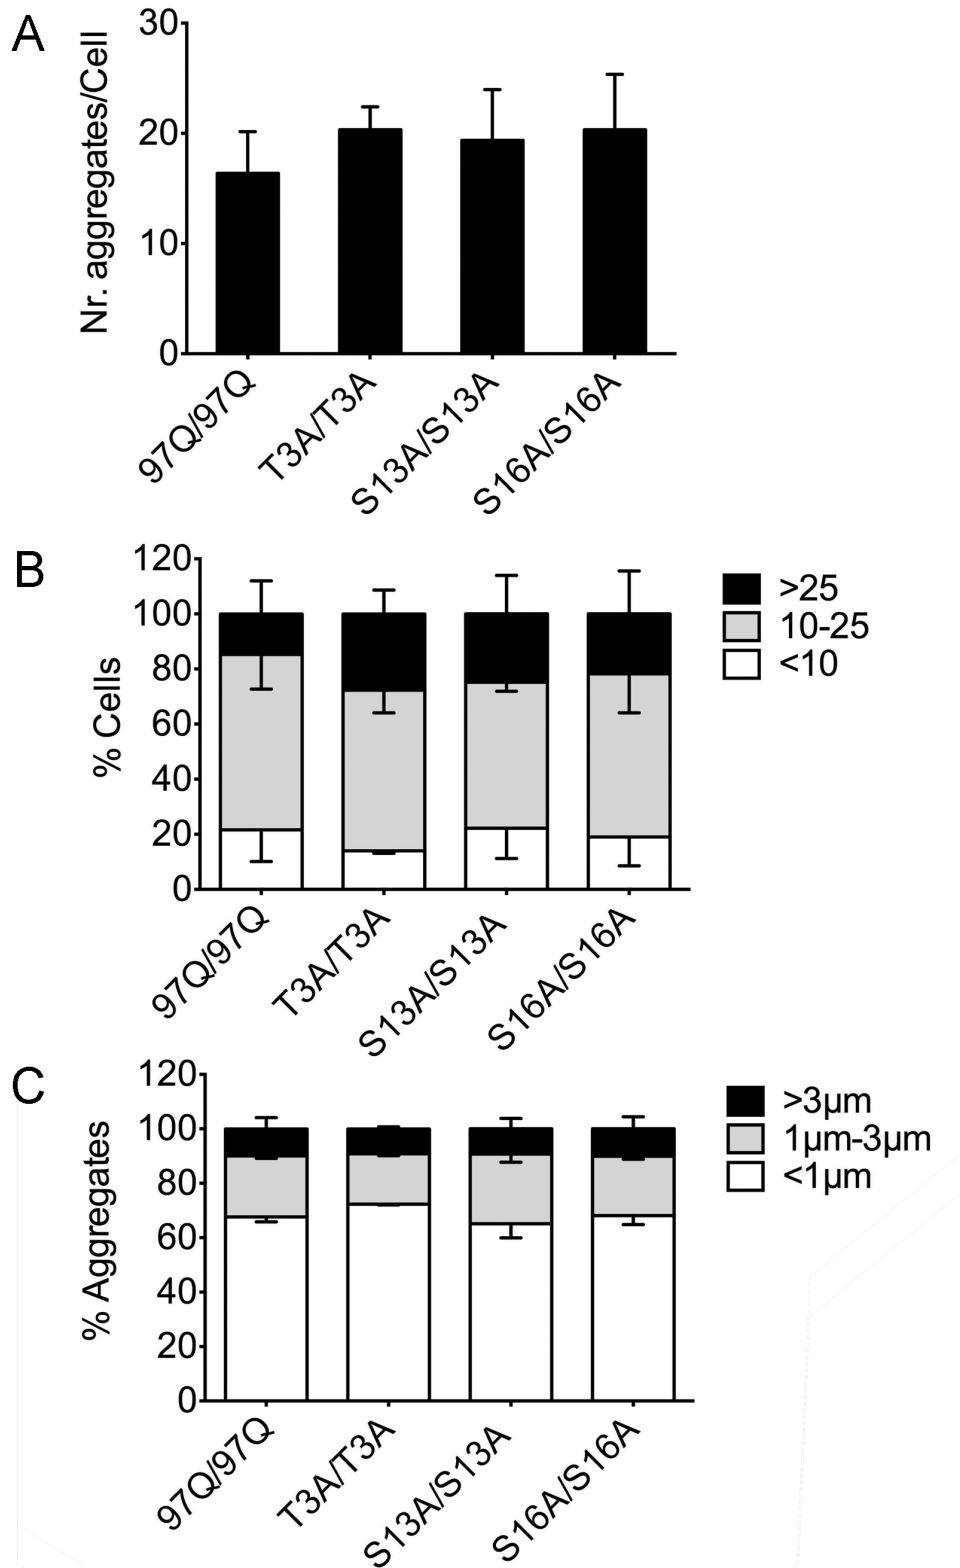 A
Nr. aggregates/Cell
30
20
10
0
97Q/97Q
T3A/T3A
S13A/S13A
S16A/S16A
B
% Cells
120
100
80
60
40
20
0
>25
10-25
<10
97Q/97Q
T3A/T3A
S13A/S13A
S16A/S16A
C
% Aggregates
120
100
80
60
40
20
0
>3µm
1µm-3µm
<1µm
97Q/97Q
T3A/T3A
S13A/S13A
S16A/S16A